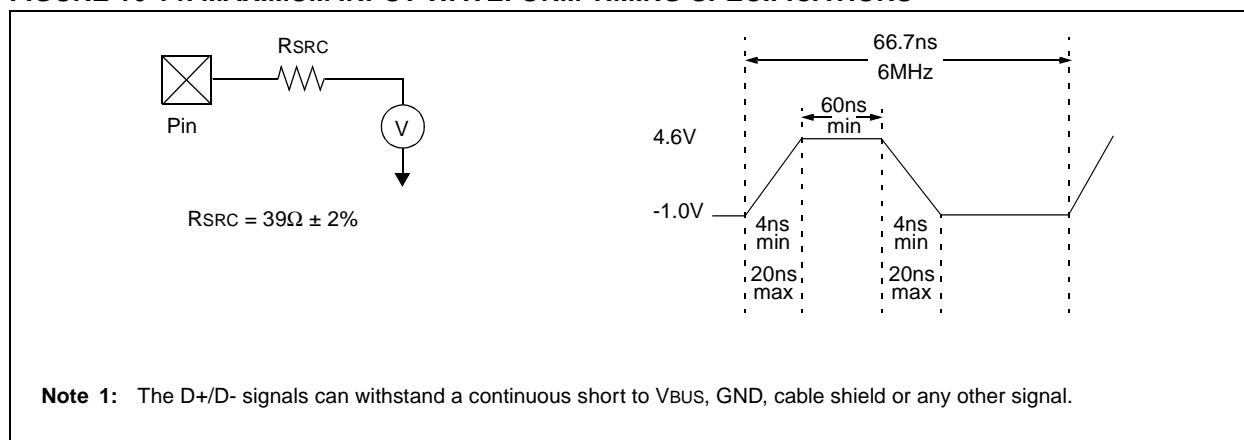 RSRC
Pin
V
RSRC = 39Ω ± 2%
66.7ns
6MHz
60ns
min
4.6V
-1.0V
4ns
min
4ns
min
20ns
max
20ns
max
Note 1: The D+/D- signals can withstand a continuous short to VBUS, GND, cable shield or any other signal.